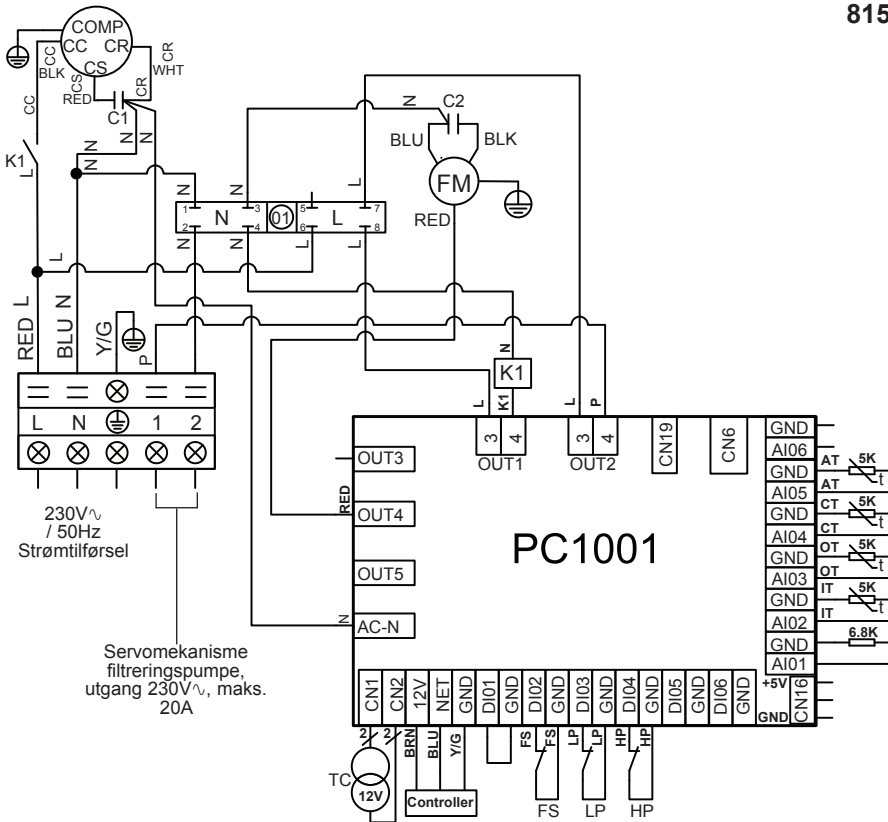 815
COMP
CC CR
CS
CC
BLK
CR
WHT
CS
RED
CR
C1
CC
N N N
N
N
K1
L
N
C2
BLU BLK
FM
RED
L
N N
1 N 3 01 5 L 7
2 4 6 8
N N L L
L
RED L
BLU N
Y/G
P
L N 1 2
230V∿
/ 50Hz
Strømtilførsel
Servomekanisme
filtreringspumpe,
utgang 230V∿, maks.
20A
N
K1
L K1 L P
3 4 3 4
OUT1 OUT2
CN19 CN6
OUT3
RED
OUT4
OUT5
N
AC-N
PC1001
GND
AI06
GND
AT 5K
t
AT
AI05
GND
CT 5K
t
CT
AI04
GND
OT 5K
t
OT
AI03
GND
IT 5K
t
IT
AI02
GND
6.8K
AI01
+5V
CN16
GND
CN1 CN2 12V NET GND DI01 GND DI02 GND DI03 GND DI04 GND DI05 GND DI06 GND
2 2 BRN BLU Y/G FS FS LP LP HP HP
TC
12V
Controller
FS LP HP